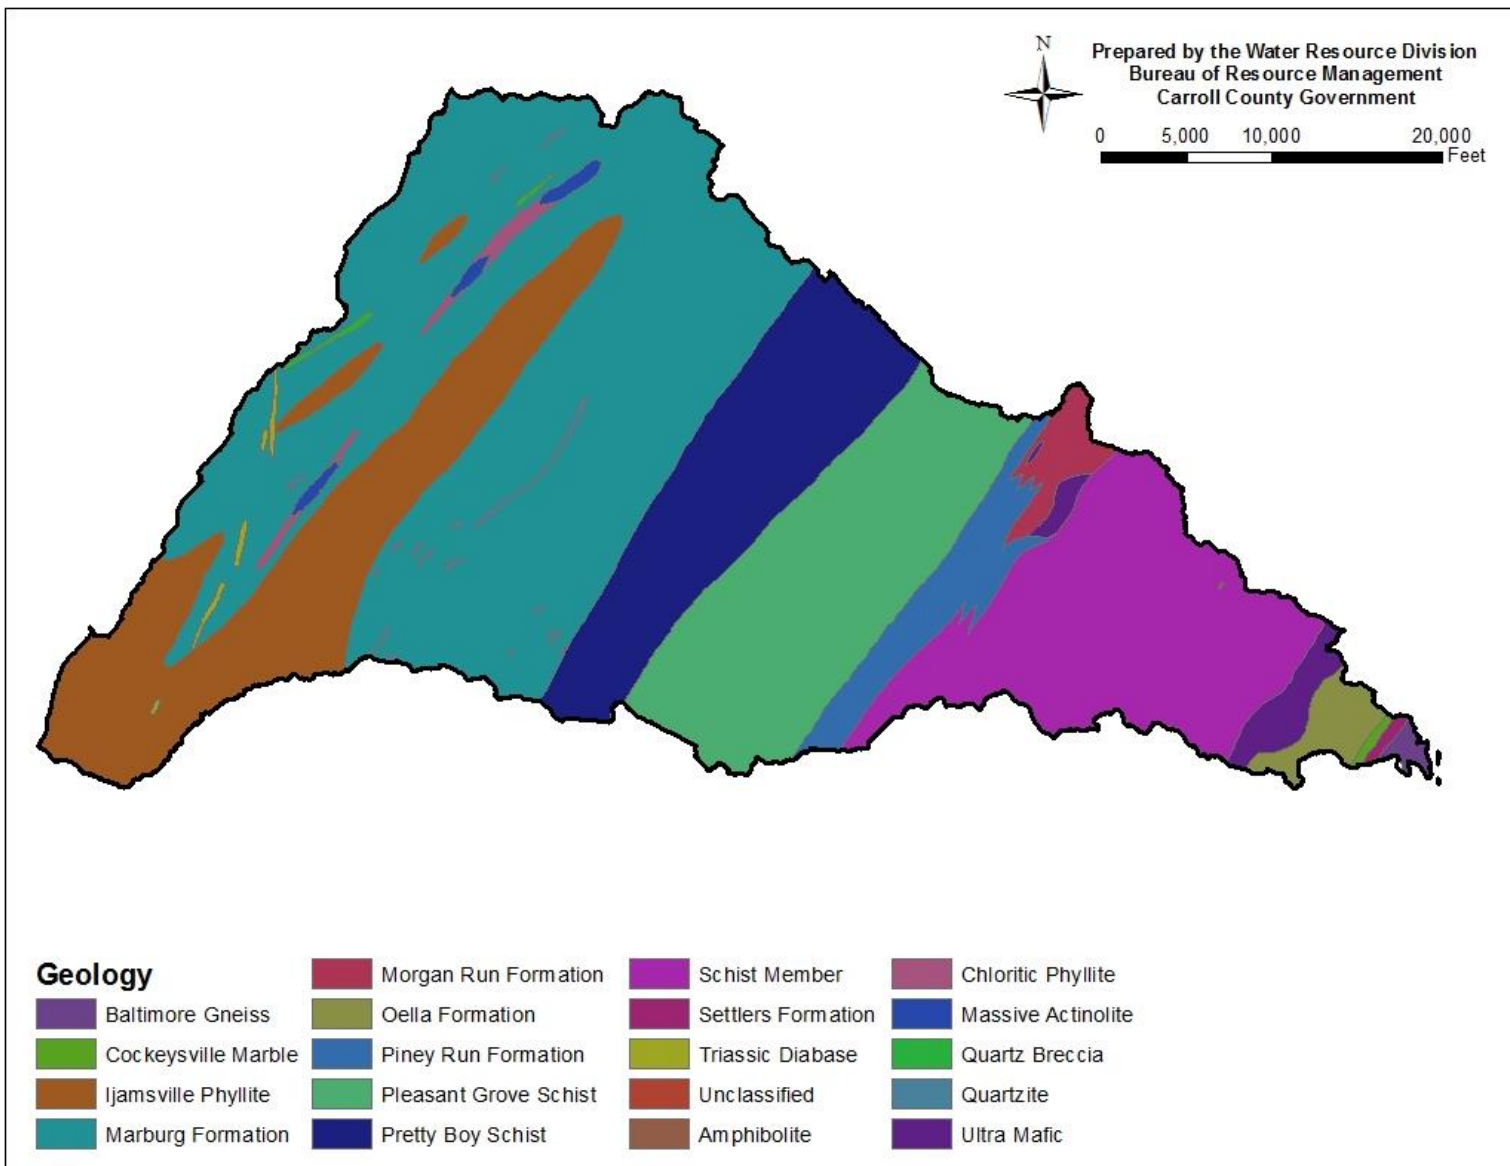 N
Prepared by the Water Resource Division
Bureau of Resource Management
Carroll County Government
0 5,000 10,000 20,000
Feet
Geology
Baltimore Gneiss
Cockeysville Marble
Ijamsville Phyllite
Marburg Formation
Morgan Run Formation
Oella Formation
Piney Run Formation
Pleasant Grove Schist
Pretty Boy Schist
Schist Member
Settlers Formation
Triassic Diabase
Unclassified
Amphibolite
Chloritic Phyllite
Massive Actinolite
Quartz Breccia
Quartzite
Ultra Mafic